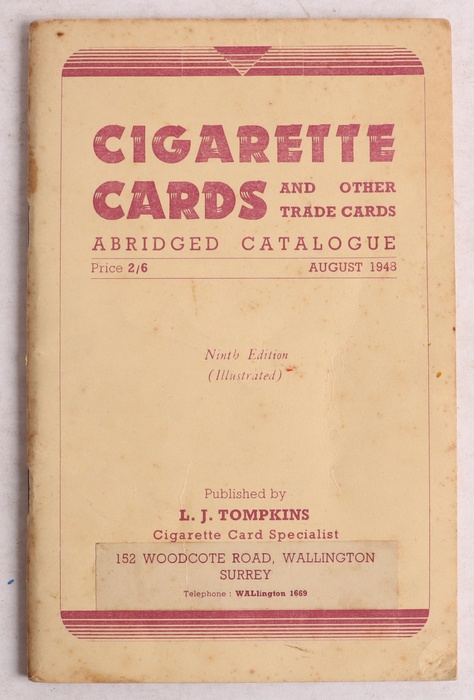 CIGARETTE
CARDS AND OTHER
TRADE CARDS
ABRIDGED CATALOGUE
Price 2/6 AUGUST 1948
Ninth Edition
(Illustrated)
Published by
L. J. TOMPKINS
Cigarette Card Specialist
152 WOODCOTE ROAD, WALLINGTON
SURREY
Telephone : WALlington 1669